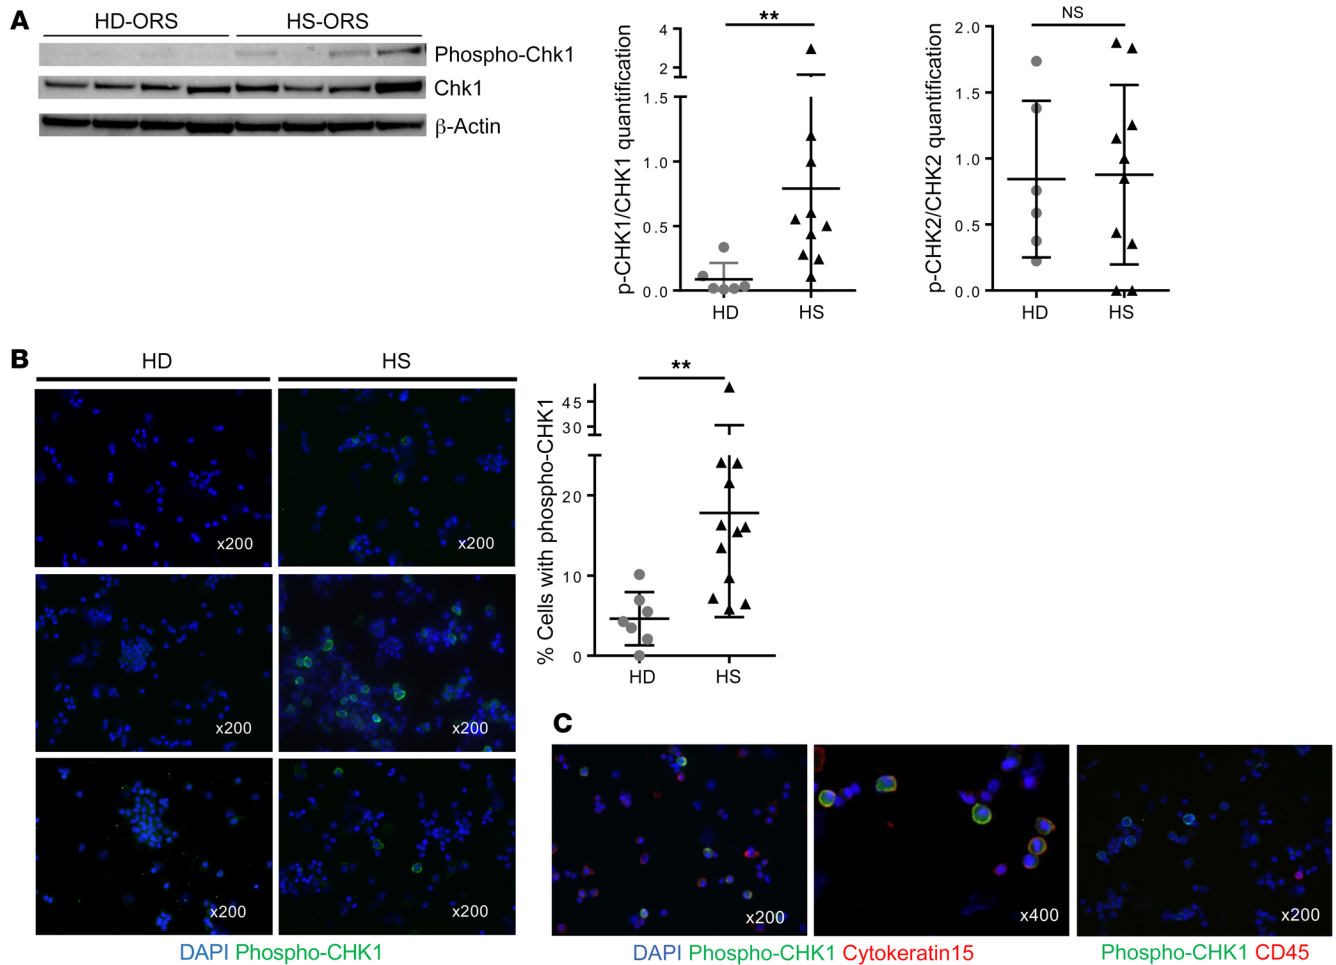 A
HD-ORS HS-ORS
Phospho-Chk1
Chk1
β-Actin
p-CHK1/CHK1 quantification
4
2
1.5
1.0
0.5
0.0
**
HD HS
p-CHK2/CHK2 quantification
2.0
1.5
1.0
0.5
0.0
NS
HD HS
B
HD HS
x200 x200
x200 x200
x200 x200
DAPI Phospho-CHK1
% Cells with phospho-CHK1
45
30
20
10
0
**
HD HS
C
x200 x400 x200
DAPI Phospho-CHK1 Cytokeratin15
Phospho-CHK1 CD45